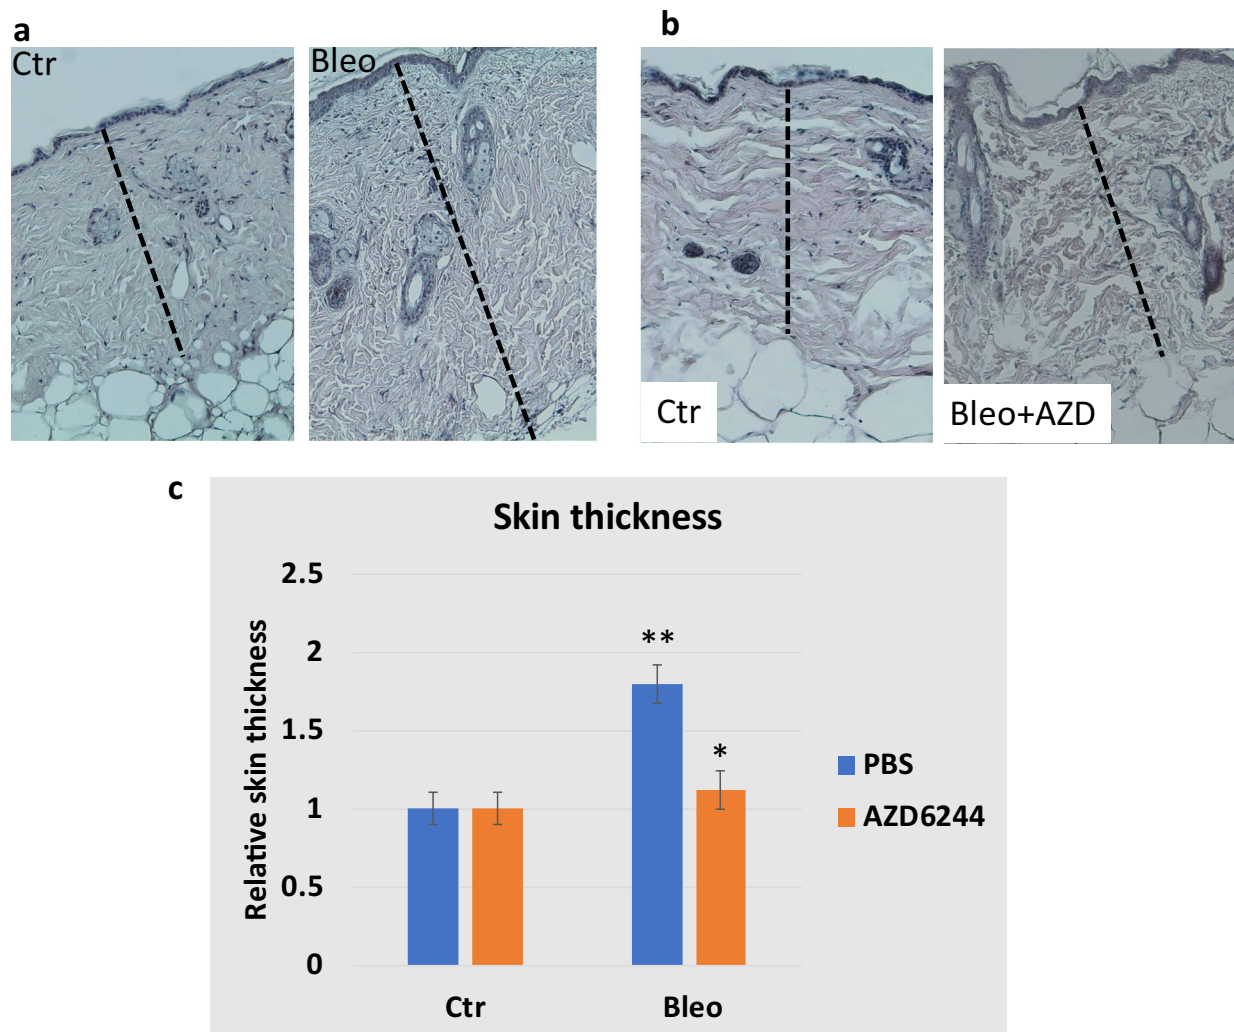 a
Ctr
Bleo
b
Ctr
Bleo+AZD
c
Skin thickness
Relative skin thickness
2.5
2
1.5
1
0.5
0
**
*
Ctr
Bleo
PBS
AZD6244